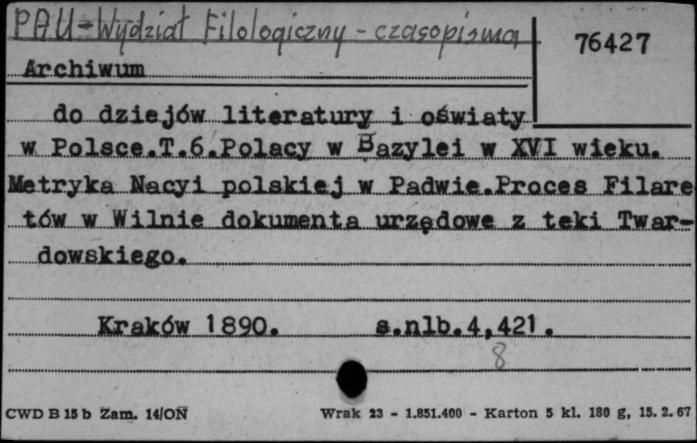 PAU - Wydział Filologiczny - czasopisma
76427
Archiwum
do dziejów literatury i oświaty
w Polsce.T.6.Polacy w Bazylei w XVI wieku.
Metryka Nacyi polskiej w Padwie.Proces Filare
tów w Wilnie dokumenta urzędowe z teki Twar-
dowskiego.
Kraków 1890. s.nlb.4,421.
8
CWD B 15 b Zam. 14/ON Wrak 23 - 1.851.400 - Karton 5 kl. 180 g, 15. 2. 67